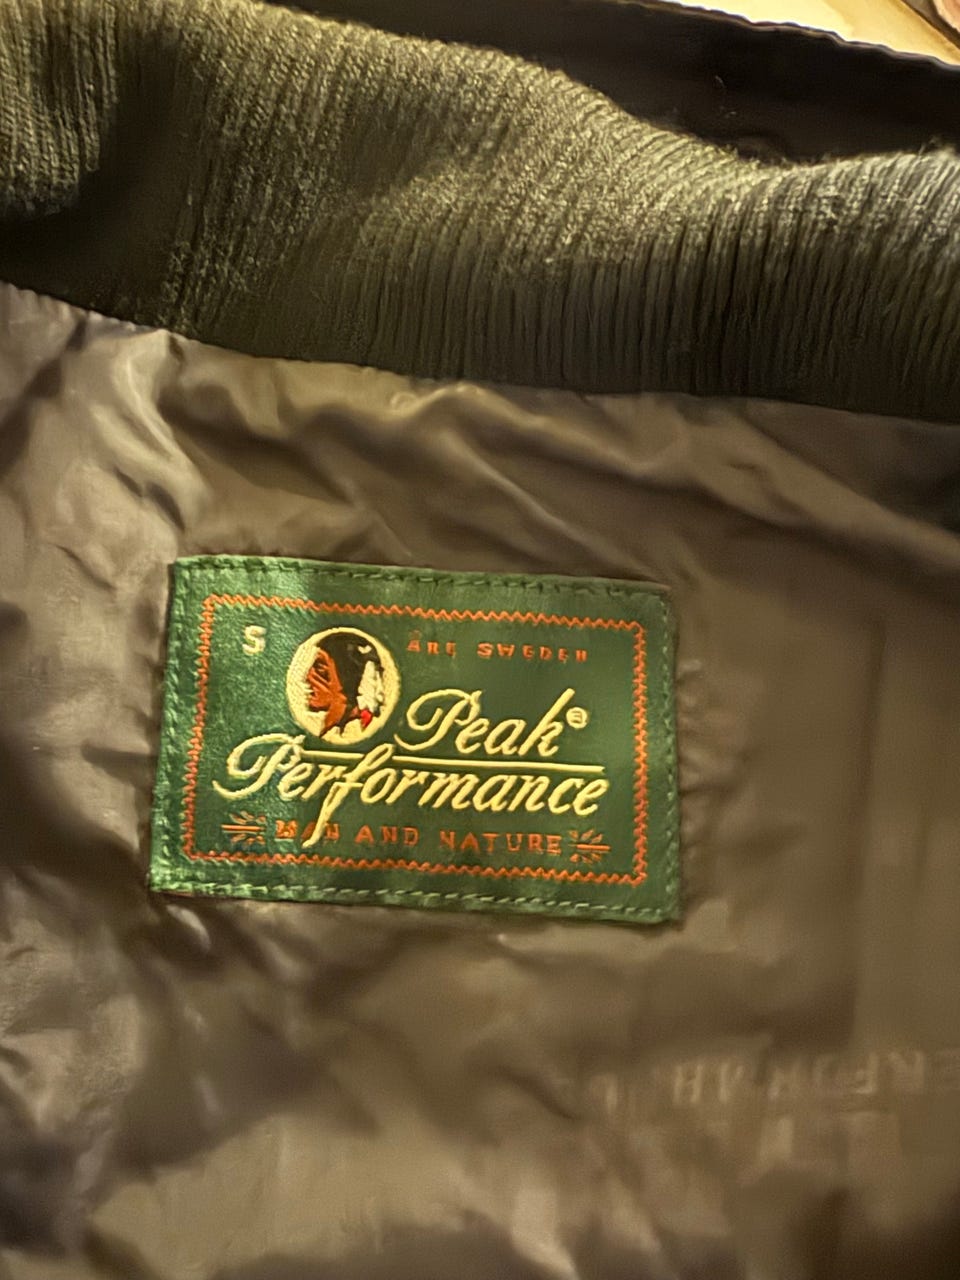 S
ÅRE SWEDEN
Peak®
Performance
MAN AND NATURE